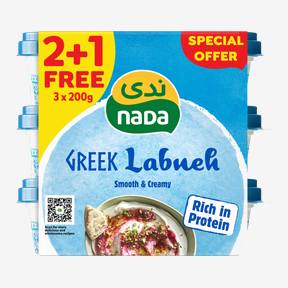 2+1
FREE
3 x 200g
SPECIAL
OFFER
ندى
NADA
GREEK Labneh
Smooth & Creamy
Rich in
Protein